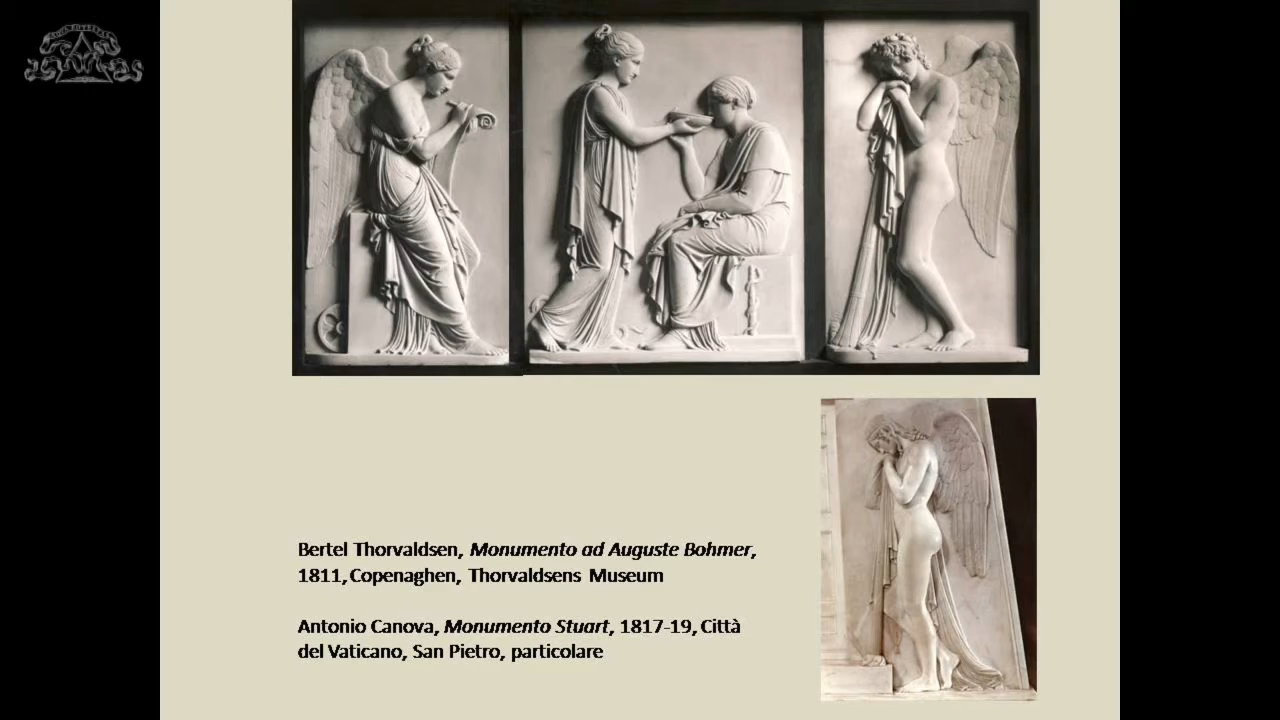 Bertel Thorvaldsen, Monumento ad Auguste Bohmer,
1811, Copenaghen, Thorvaldsens Museum
Antonio Canova, Monumento Stuart, 1817-19, Città
del Vaticano, San Pietro, particolare